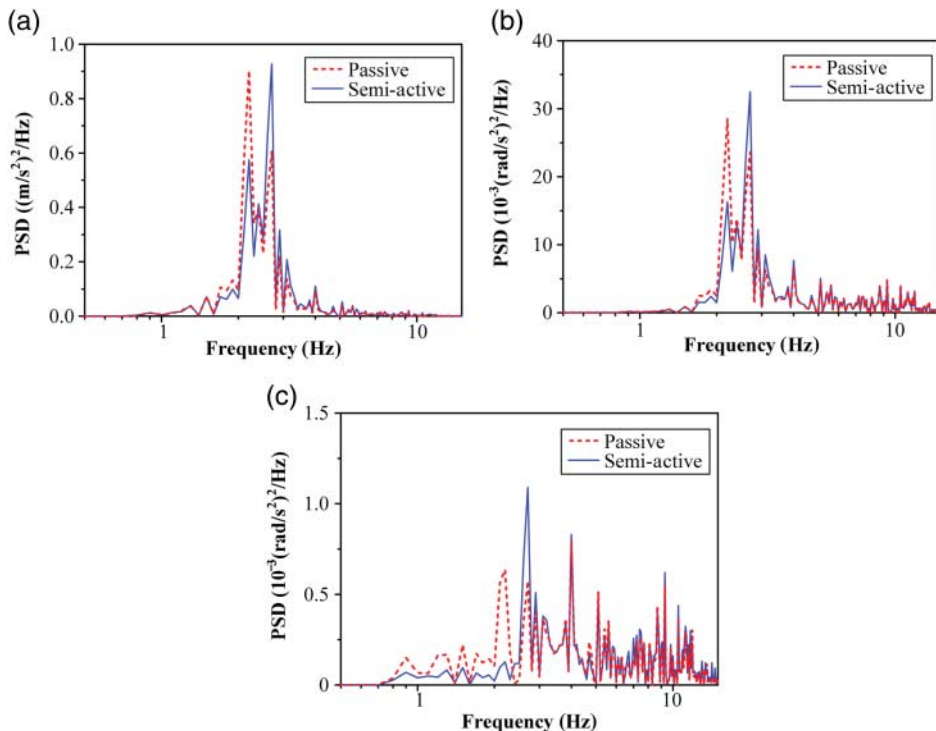 (a)
1.0
0.8
0.6
0.4
0.2
0.0
PSD ((m/s²)²/Hz)
Passive
Semi-active
1
10
Frequency (Hz)
(b)
40
30
20
10
0
PSD (10⁻³(rad/s²)²/Hz)
Passive
Semi-active
1
10
Frequency (Hz)
(c)
1.5
1.0
0.5
0
PSD (10⁻³(rad/s²)²/Hz)
Passive
Semi-active
1
10
Frequency (Hz)